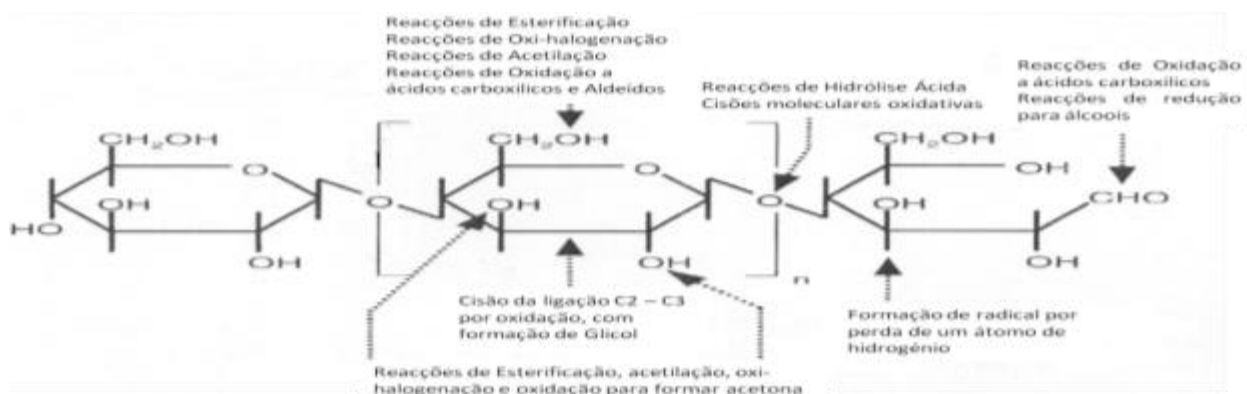 Reacções de Esterificação
Reacções de Oxi-halogenação
Reacções de Acetilação
Reacções de Oxidação a
ácidos carboxilicos e Aldeídos
Reacções de Hidrólise Ácida
Cisões moleculares oxidativas
Reacções de Oxidação
a ácidos carboxilicos
Reacções de redução
para álcoois
CH₂OH
O
OH
HO
OH
O
CH₂OH
O
OH
OH
O
n
CH₂OH
OH
OH
OH
CHO
Cisão da ligação C2 – C3
por oxidação, com
formação de Glicol
Formação de radical por
perda de um átomo de
hidrogénio
Reacções de Esterificação, acetilação, oxi-
halogenação e oxidação para formar acetona